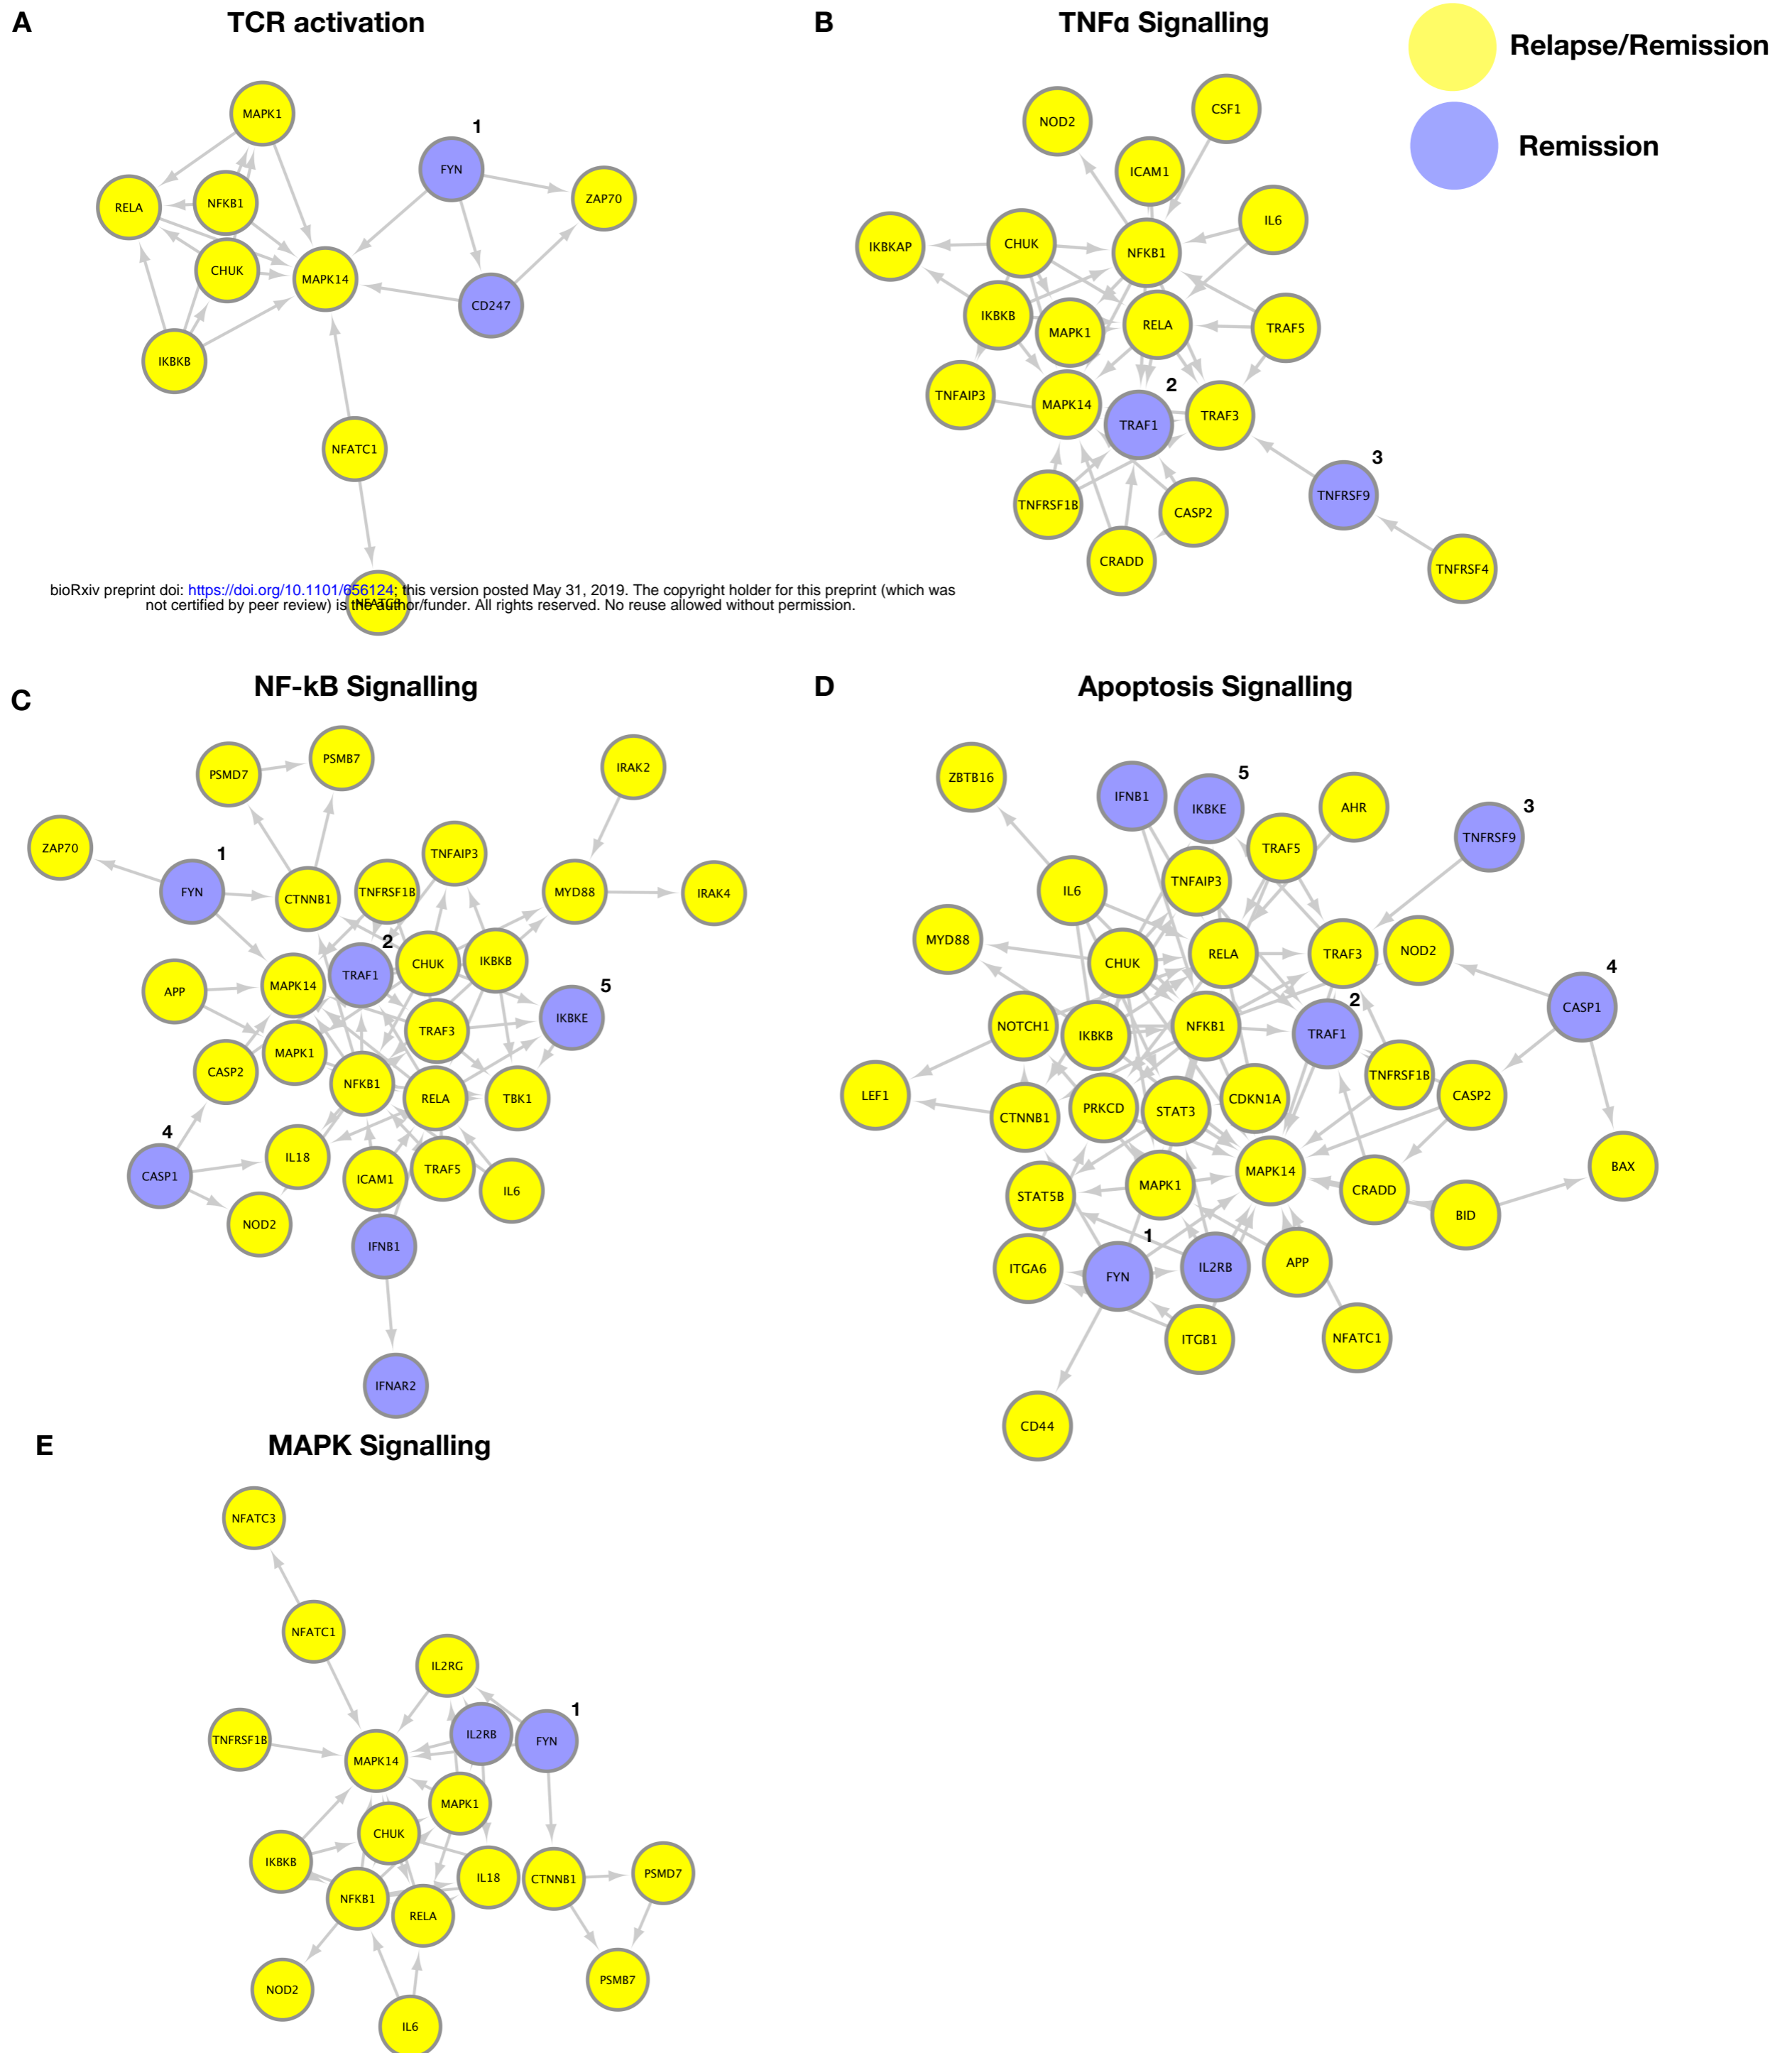 A
TCR activation
MAPK1
1
FYN
ZAP70
RELA
NFKB1
CHUK
MAPK14
CD247
IKBKB
NFATC1
bioRxiv preprint doi: https://doi.org/10.1101/656124; this version posted May 31, 2019. The copyright holder for this preprint (which was
not certified by peer review) is the author/funder. All rights reserved. No reuse allowed without permission.
B
TNFα Signalling
Relapse/Remission
Remission
CSF1
NOD2
ICAM1
IL6
IKBKAP
CHUK
NFKB1
IKBKB
MAPK1
RELA
TRAF5
TNFAIP3
MAPK14
2
TRAF1
TRAF3
3
TNFRSF9
TNFRSF1B
CASP2
CRADD
TNFRSF4
C
NF-kB Signalling
PSMD7
PSMB7
IRAK2
ZAP70
1
FYN
CTNNB1
TNFRSF1B
TNFAIP3
MYD88
IRAK4
2
APP
MAPK14
TRAF1
CHUK
IKBKB
5
IKBKE
TRAF3
CASP2
MAPK1
NFKB1
RELA
TBK1
4
CASP1
IL18
ICAM1
TRAF5
IL6
NOD2
IFNB1
IFNAR2
D
Apoptosis Signalling
ZBTB16
IFNB1
5
IKBKE
AHR
3
TNFRSF9
TRAF5
IL6
TNFAIP3
MYD88
CHUK
RELA
TRAF3
NOD2
4
CASP1
NOTCH1
IKBKB
NFKB1
2
TRAF1
LEF1
CTNNB1
PRKCD
STAT3
CDKN1A
TNFRSF1B
CASP2
STAT5B
MAPK1
MAPK14
CRADD
BID
BAX
ITGA6
1
FYN
IL2RB
APP
ITGB1
NFATC1
CD44
E
MAPK Signalling
NFATC3
NFATC1
IL2RG
TNFRSF1B
MAPK14
IL2RB
1
FYN
MAPK1
CHUK
IKBKB
NFKB1
RELA
IL18
CTNNB1
PSMD7
NOD2
PSMB7
IL6